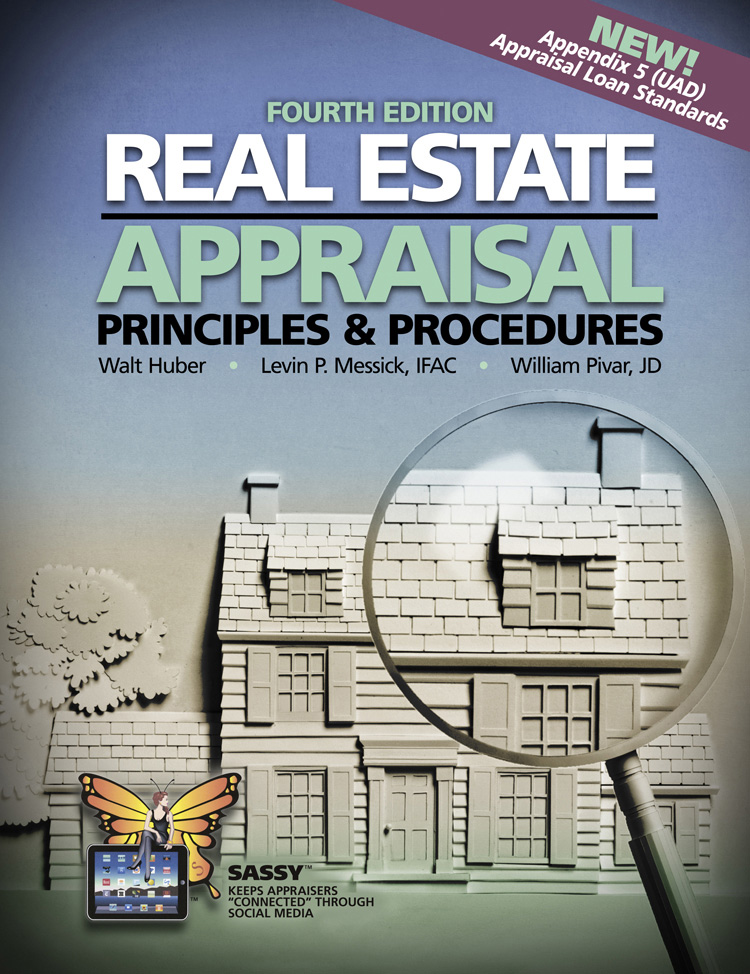 NEW!
Appendix 5 (UAD)
Appraisal Loan Standards
FOURTH EDITION
REAL ESTATE
APPRAISAL
PRINCIPLES & PROCEDURES
Walt Huber • Levin P. Messick, IFAC • William Pivar, JD
SASSY™
KEEPS APPRAISERS
"CONNECTED" THROUGH
SOCIAL MEDIA
™